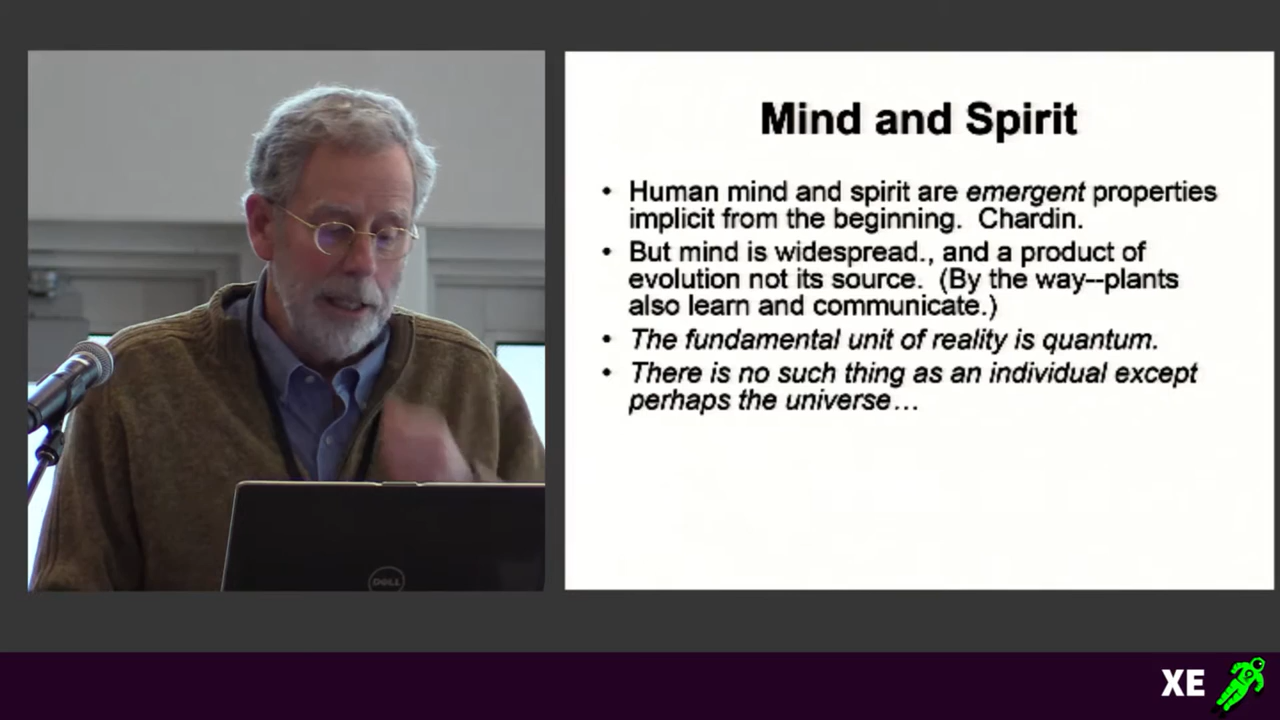 Mind and Spirit
• Human mind and spirit are emergent properties
implicit from the beginning.  Chardin.
• But mind is widespread., and a product of
evolution not its source.  (By the way--plants
also learn and communicate.)
• The fundamental unit of reality is quantum.
• There is no such thing as an individual except
perhaps the universe…
DELL
XE